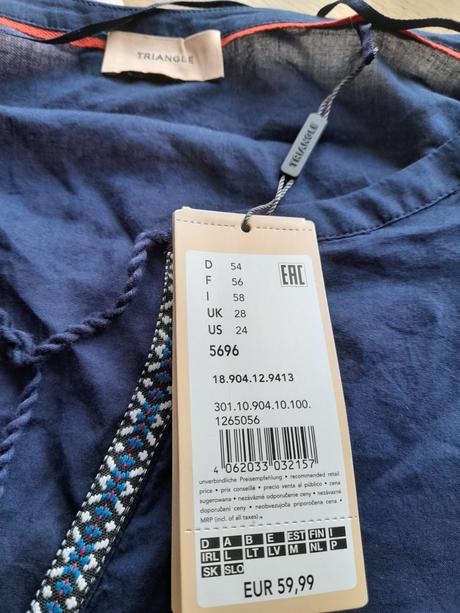 TRIANGLE
TRIANGLE
D 54
F 56
I 58
UK 28
US 24
EAC
5696
18.904.12.9413
301.10.904.10.100.
1265056
4 062033 032157
unverbindliche Preisempfehlung • recommended retail
price • prix conseillé • precio venta al público • cena
sugerowana • nezávazné odporučenie ceny • nezávazné
doporučení ceny • neobvezujoča priporočena cena •
MRP (incl. of all taxes)
D A B E EST FIN I
IRL L LT LV M NL P
SK SLO
EUR 59,99